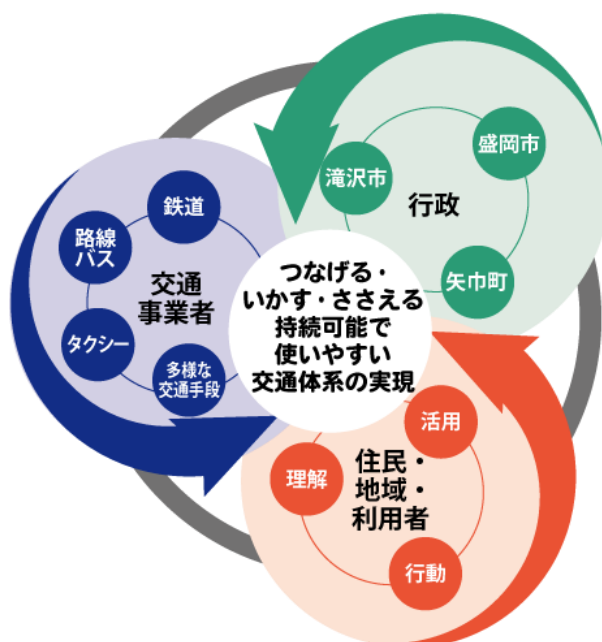 盛岡市
滝沢市
行政
矢巾町
鉄道
路線
バス
交通
事業者
タクシー
多様な
交通手段
つなげる・
いかす・ささえる
持続可能で
使いやすい
交通体系の実現
活用
理解
住民・
地域・
利用者
行動